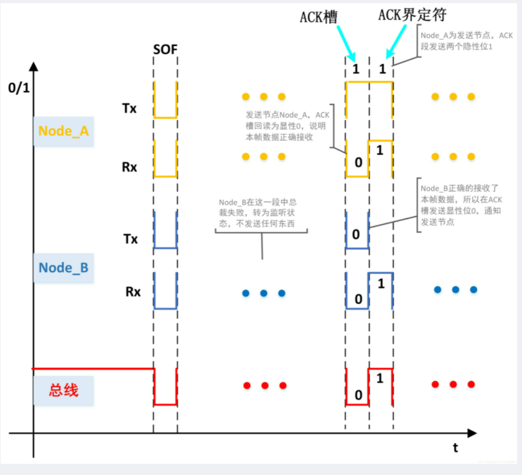 ACK槽
ACK界定符
SOF
1 1
Node_A为发送节点，ACK
段发送两个隐性位1
0/1
Tx
发送节点Node_A，ACK
槽回读为显性0，说明
本帧数据正确接收
Node_A
Rx
0 1
Node_B在这一段中总
裁失败，转为监听状
态，不发送任何东西
Node_B正确的接收了
本帧数据，所以在ACK
槽发送显性位0，通知
发送节点
Tx
0
Node_B
Rx
0 1
总线
0 1
t